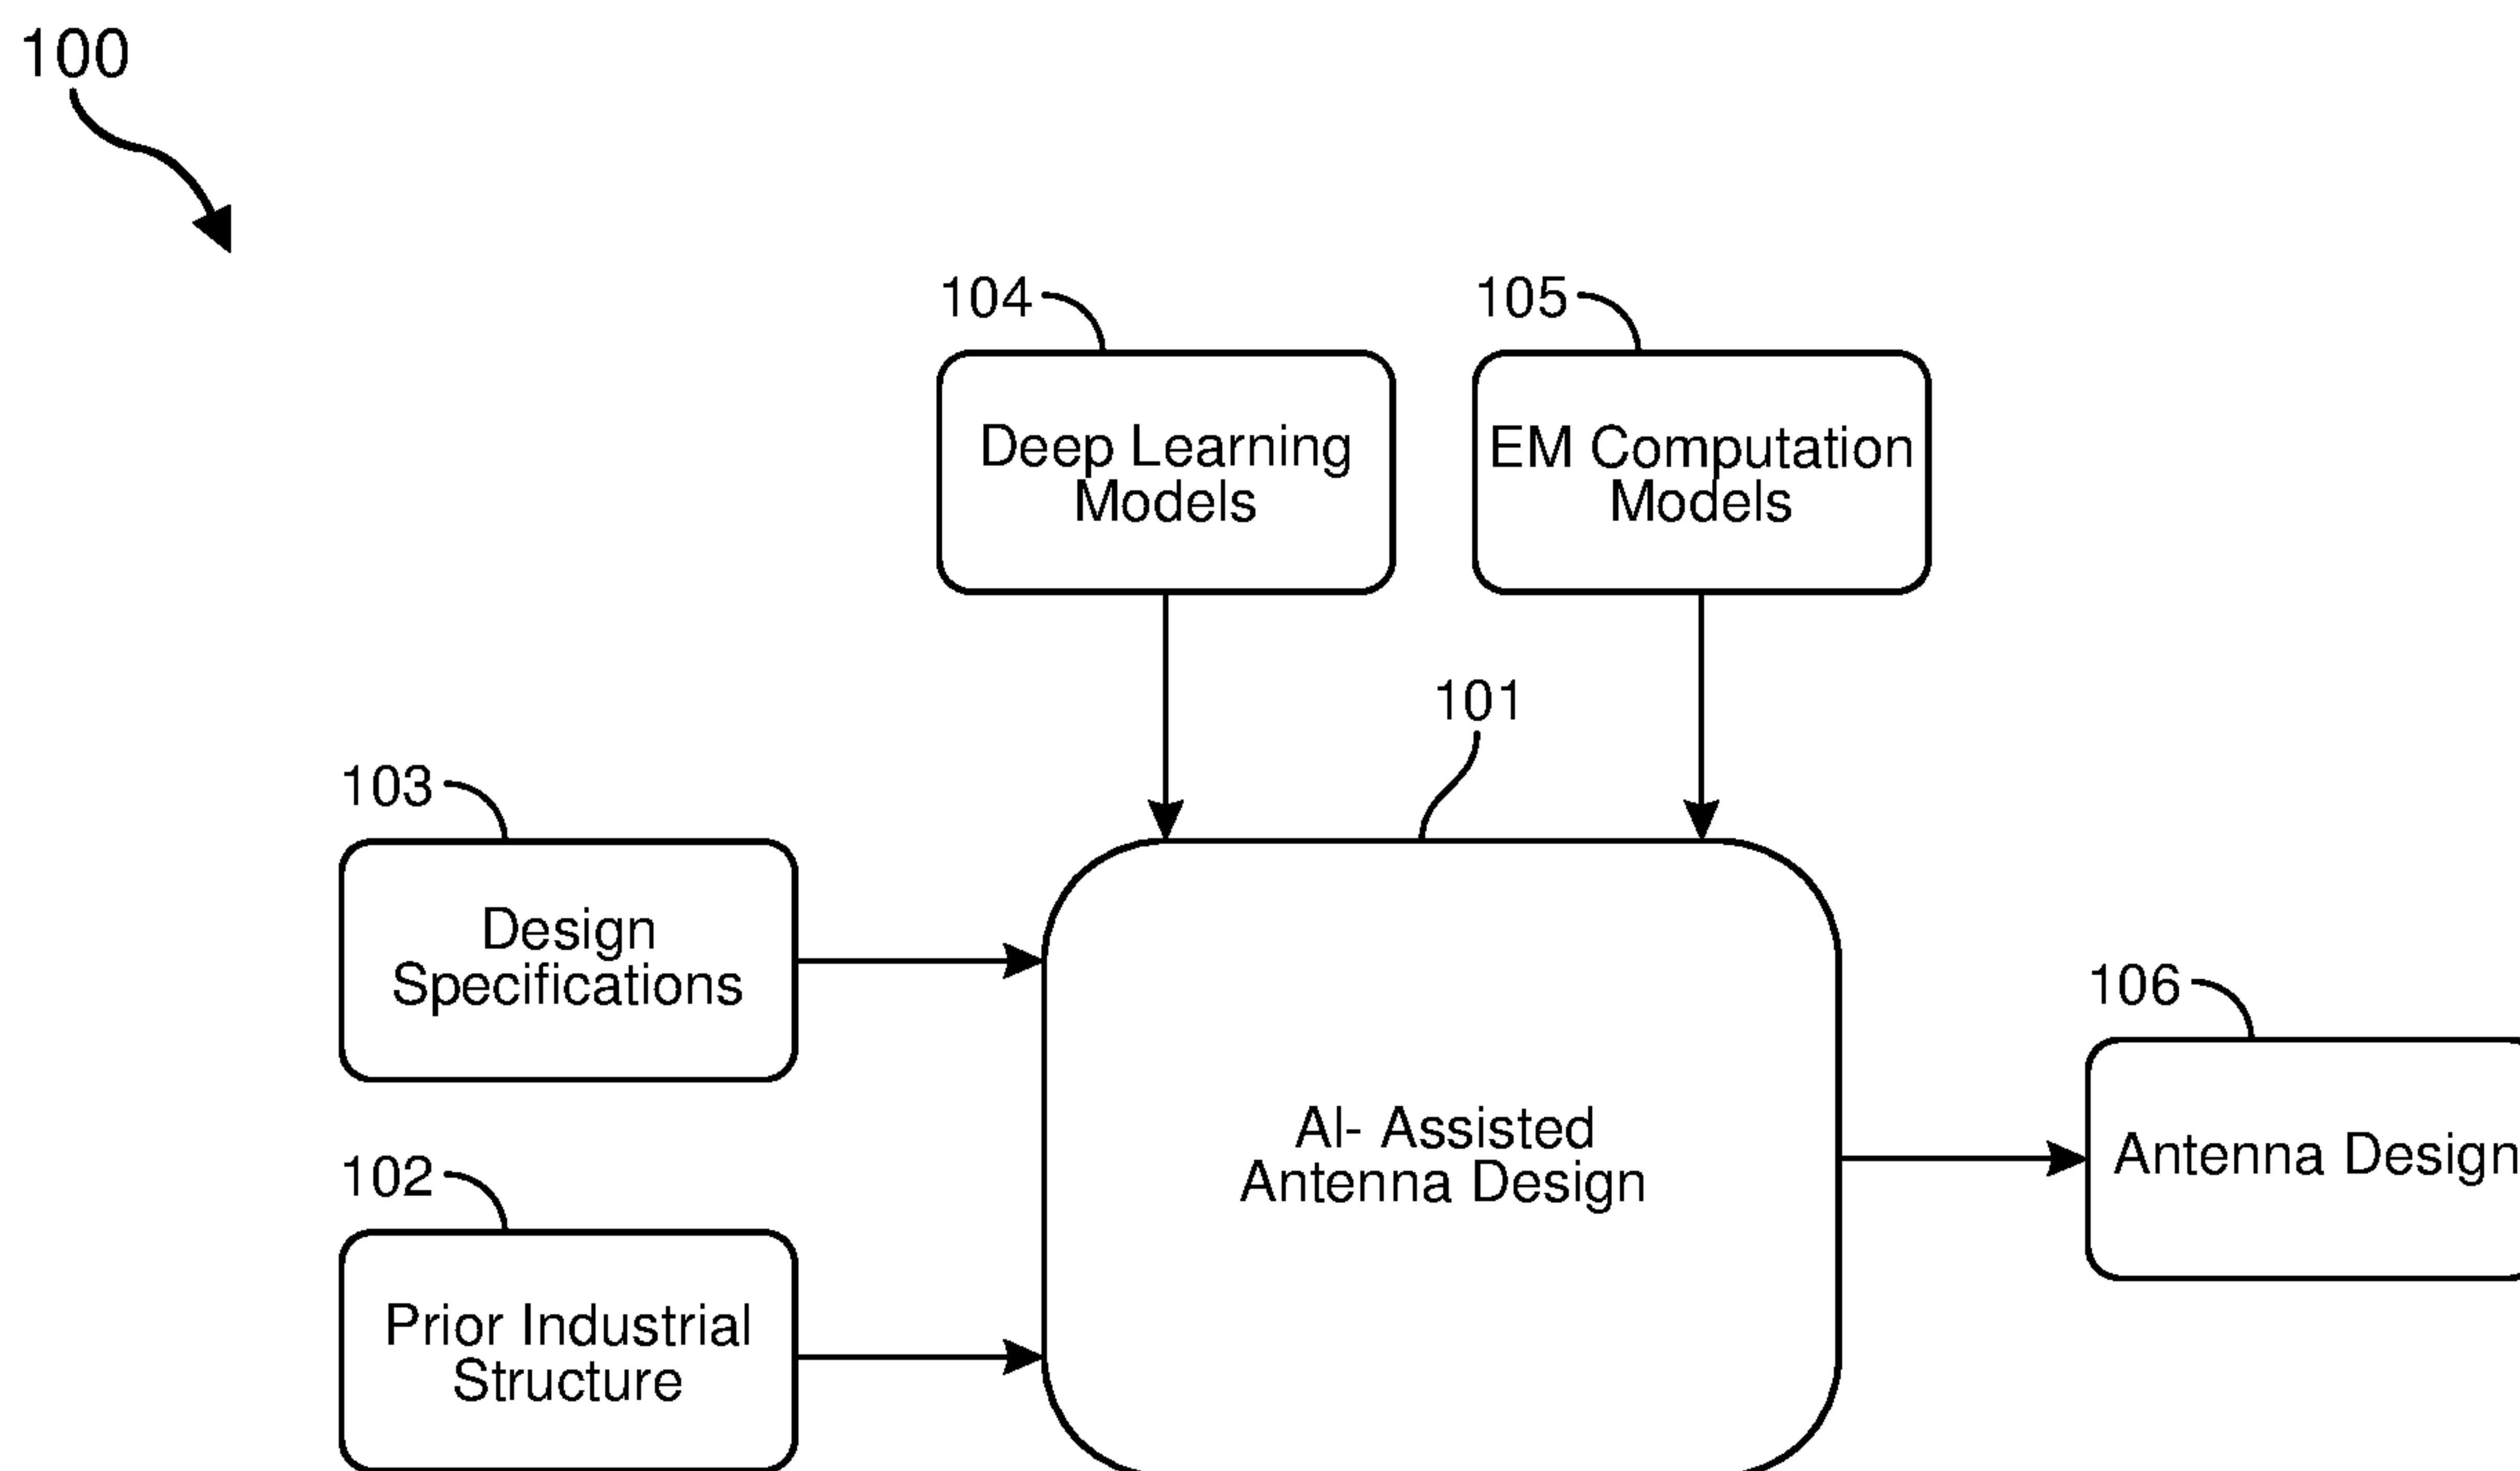 100
104
105
Deep Learning
Models
EM Computation
Models
101
103
Design
Specifications
106
AI- Assisted
Antenna Design
Antenna Design
102
Prior Industrial
Structure